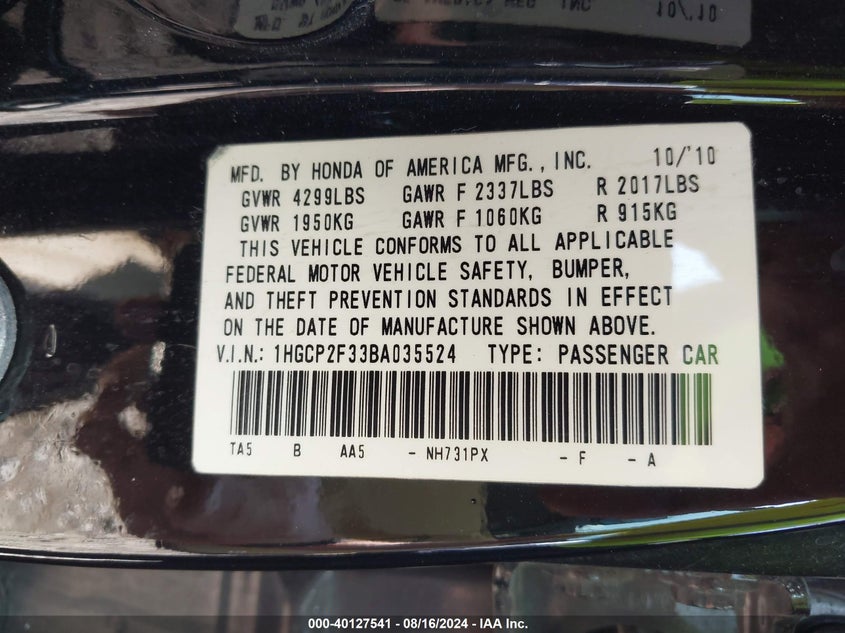 10/'10
MFD. BY HONDA OF AMERICA MFG., INC. 10/'10
GVWR 4299LBS GAWR F 2337LBS R 2017LBS
GVWR 1950KG GAWR F 1060KG R 915KG
THIS VEHICLE CONFORMS TO ALL APPLICABLE
FEDERAL MOTOR VEHICLE SAFETY, BUMPER,
AND THEFT PREVENTION STANDARDS IN EFFECT
ON THE DATE OF MANUFACTURE SHOWN ABOVE.
V.I.N.: 1HGCP2F33BA035524 TYPE: PASSENGER CAR
TA5 B AA5 - NH731PX - F - A
000-40127541 - 08/16/2024 - IAA Inc.